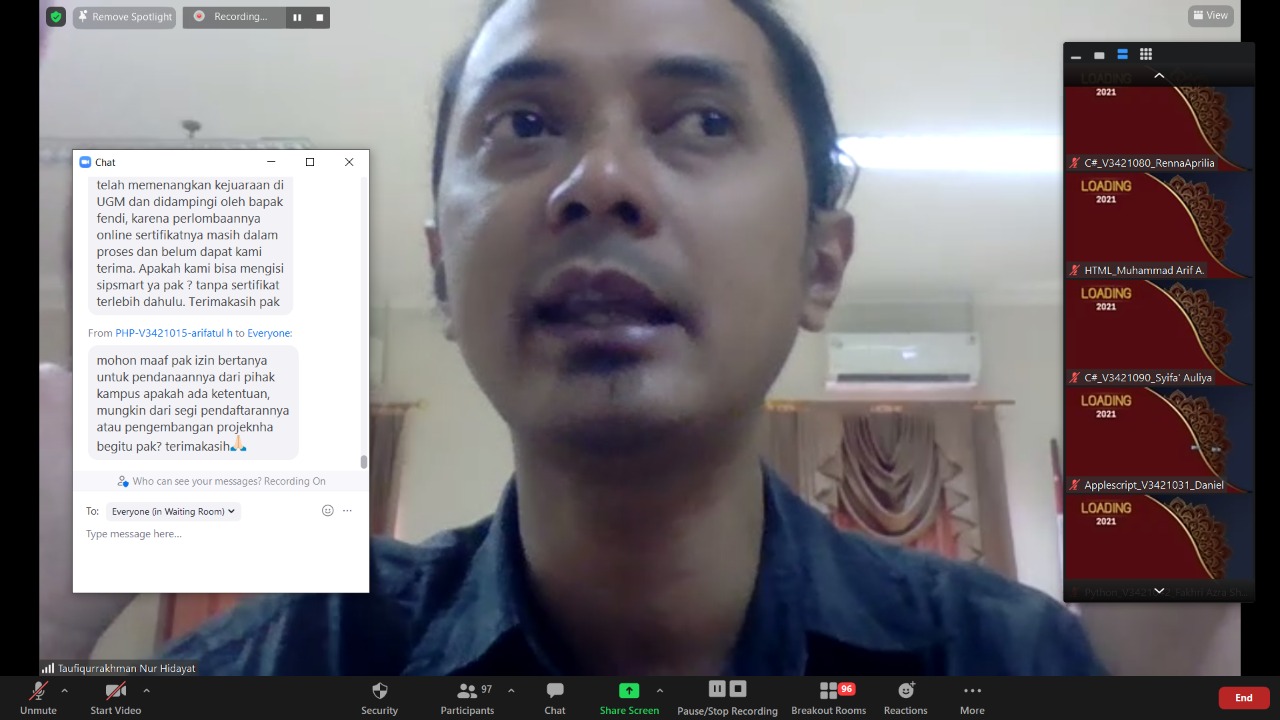 Remove Spotlight
Recording...
View
Chat
telah memenangkan kejuaraan di
UGM dan didampingi oleh bapak
fendi, karena perlombaannya
online sertifikatnya masih dalam
proses dan belum dapat kami
terima. Apakah kami bisa mengisi
sipsmart ya pak ? tanpa sertifikat
terlebih dahulu. Terimakasih pak
From PHP-V3421015-arifatul h to Everyone:
mohon maaf pak izin bertanya
untuk pendanaannya dari pihak
kampus apakah ada ketentuan,
mungkin dari segi pendaftarannya
atau pengembangan projeknha
begitu pak? terimakasih🙏🏻
Who can see your messages? Recording On
To: Everyone (in Waiting Room)
Type message here...
LOADING
2021
C#_V3421080_RennaAprilia
LOADING
2021
HTML_Muhammad Arif A.
LOADING
2021
C#_V3421090_Syifa' Auliya
LOADING
2021
Applescript_V3421031_Daniel
LOADING
2021
Taufiqurrakhman Nur Hidayat
Unmute
Start Video
Security
97
Participants
Chat
Share Screen
Pause/Stop Recording
96
Breakout Rooms
Reactions
More
End